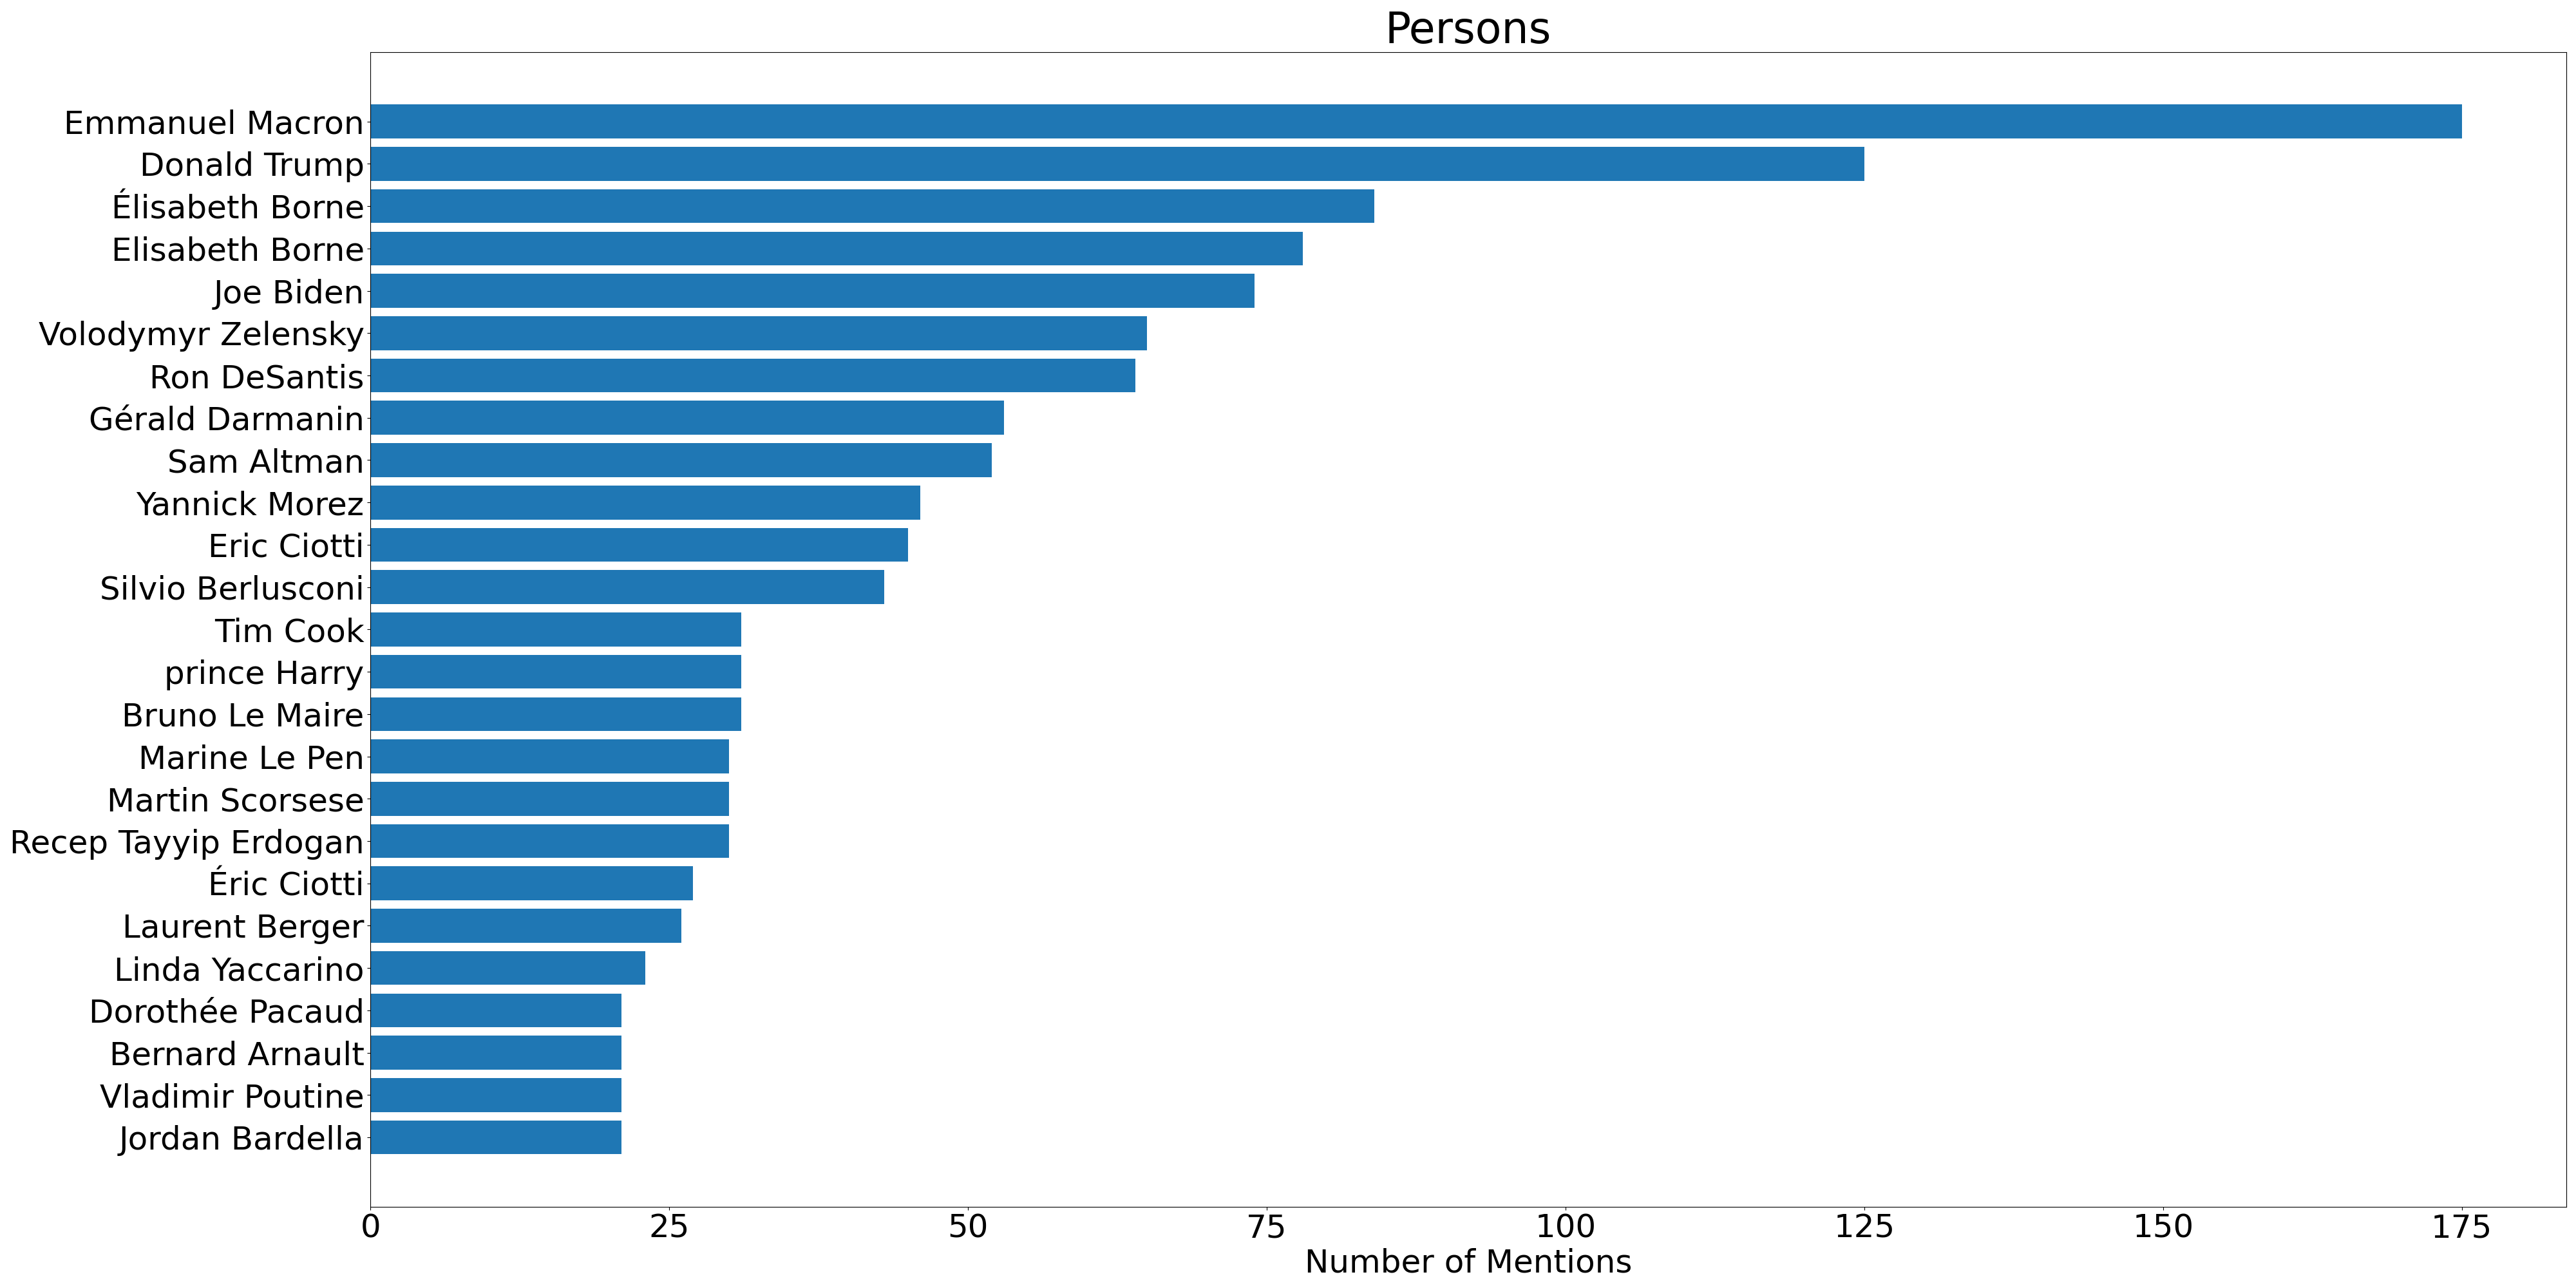 Persons
Emmanuel Macron
Donald Trump
Élisabeth Borne
Elisabeth Borne
Joe Biden
Volodymyr Zelensky
Ron DeSantis
Gérald Darmanin
Sam Altman
Yannick Morez
Eric Ciotti
Silvio Berlusconi
Tim Cook
prince Harry
Bruno Le Maire
Marine Le Pen
Martin Scorsese
Recep Tayyip Erdogan
Éric Ciotti
Laurent Berger
Linda Yaccarino
Dorothée Pacaud
Bernard Arnault
Vladimir Poutine
Jordan Bardella
0 25 50 75 100 125 150 175
Number of Mentions